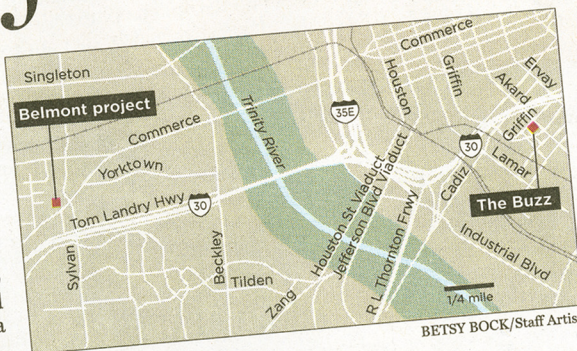 y
Commerce
Singleton
Ervay
Griffin
Houston
Akard
Belmont project
35E
Trinity River
Commerce
Griffin
30
Yorktown
Lamar
Houston St Viaduct
Jefferson Blvd Viaduct
Cadiz
The Buzz
Tom Landry Hwy
30
R L Thornton Frwy
Industrial Blvd
Sylvan
Beckley
Tilden
Zang
1/4 mile
a
BETSY BOCK/Staff Artis